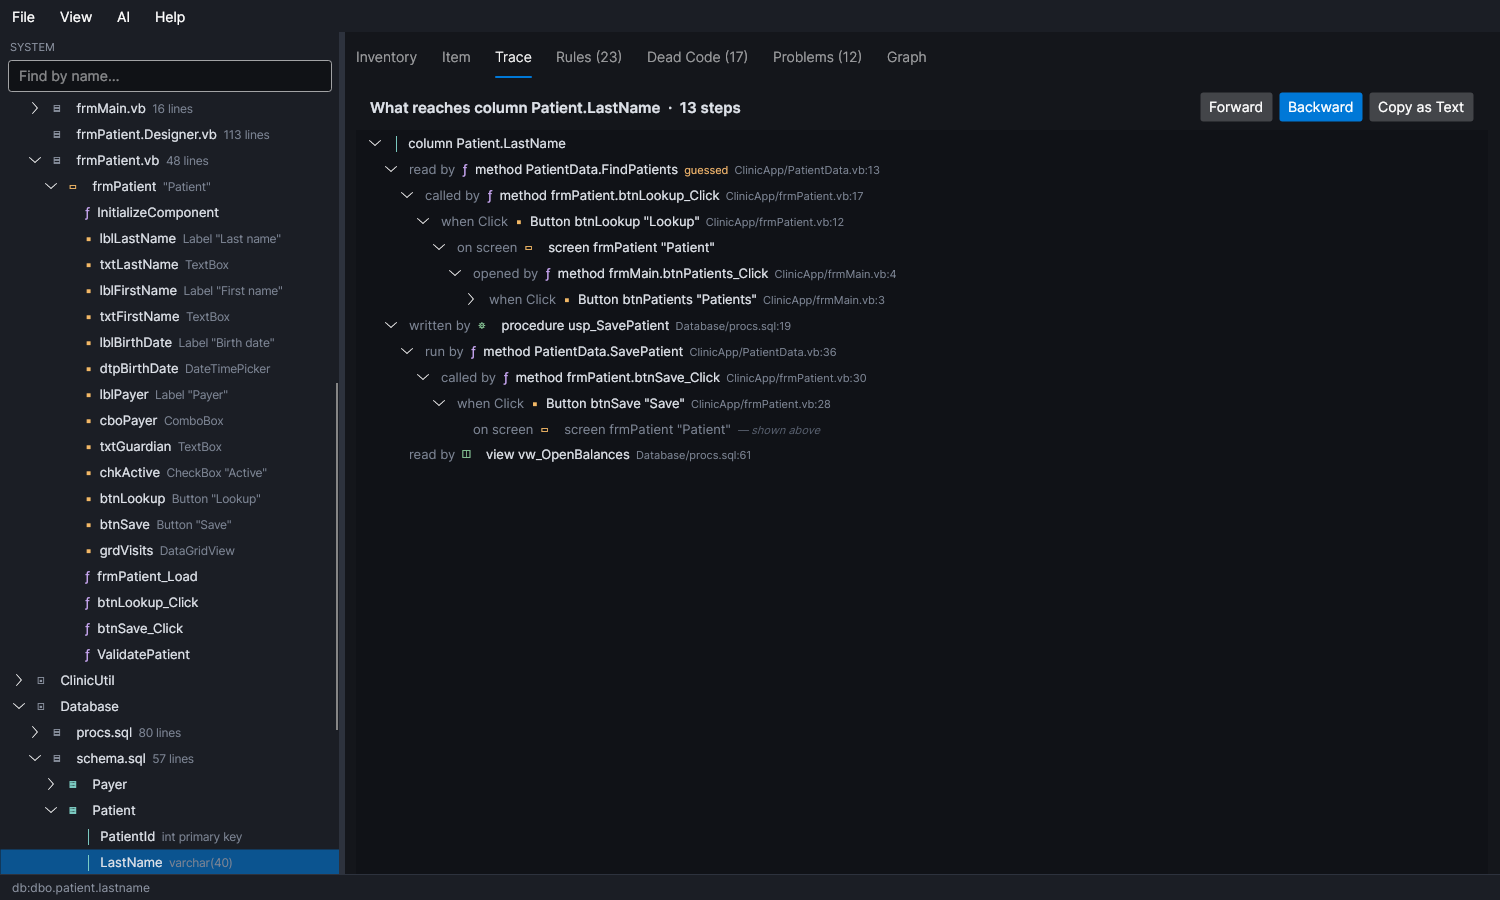 File View AI Help
SYSTEM
Find by name...
frmMain.vb 16 lines
frmPatient.Designer.vb 113 lines
frmPatient.vb 48 lines
frmPatient "Patient"
ƒ InitializeComponent
lblLastName Label "Last name"
txtLastName TextBox
lblFirstName Label "First name"
txtFirstName TextBox
lblBirthDate Label "Birth date"
dtpBirthDate DateTimePicker
lblPayer Label "Payer"
cboPayer ComboBox
txtGuardian TextBox
chkActive CheckBox "Active"
btnLookup Button "Lookup"
btnSave Button "Save"
grdVisits DataGridView
ƒ frmPatient_Load
ƒ btnLookup_Click
ƒ btnSave_Click
ƒ ValidatePatient
ClinicUtil
Database
procs.sql 80 lines
schema.sql 57 lines
Payer
Patient
PatientId int primary key
LastName varchar(40)
db:dbo.patient.lastname
Inventory Item Trace Rules (23) Dead Code (17) Problems (12) Graph
What reaches column Patient.LastName · 13 steps
Forward Backward Copy as Text
column Patient.LastName
read by ƒ method PatientData.FindPatients guessed ClinicApp/PatientData.vb:13
called by ƒ method frmPatient.btnLookup_Click ClinicApp/frmPatient.vb:17
when Click Button btnLookup "Lookup" ClinicApp/frmPatient.vb:12
on screen screen frmPatient "Patient"
opened by ƒ method frmMain.btnPatients_Click ClinicApp/frmMain.vb:4
when Click Button btnPatients "Patients" ClinicApp/frmMain.vb:3
written by procedure usp_SavePatient Database/procs.sql:19
run by ƒ method PatientData.SavePatient ClinicApp/PatientData.vb:36
called by ƒ method frmPatient.btnSave_Click ClinicApp/frmPatient.vb:30
when Click Button btnSave "Save" ClinicApp/frmPatient.vb:28
on screen screen frmPatient "Patient" — shown above
read by view vw_OpenBalances Database/procs.sql:61